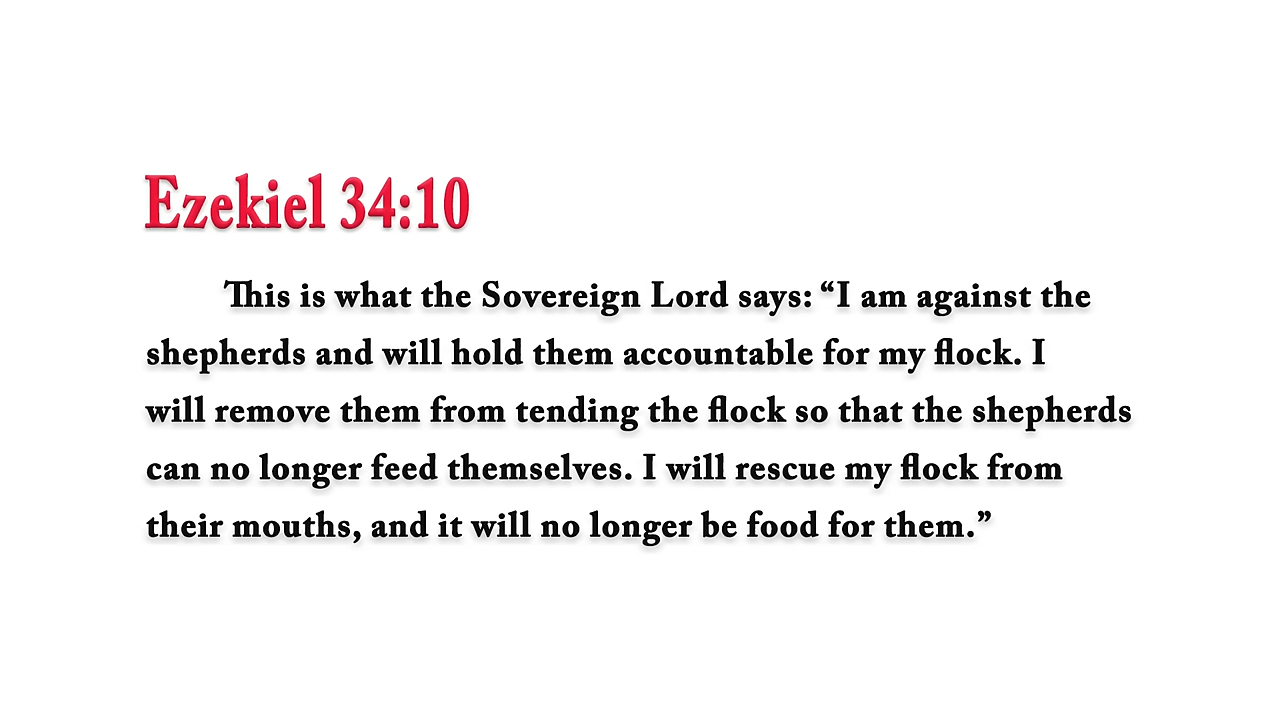 Ezekiel 34:10
This is what the Sovereign Lord says: “I am against the
shepherds and will hold them accountable for my flock. I
will remove them from tending the flock so that the shepherds
can no longer feed themselves. I will rescue my flock from
their mouths, and it will no longer be food for them.”